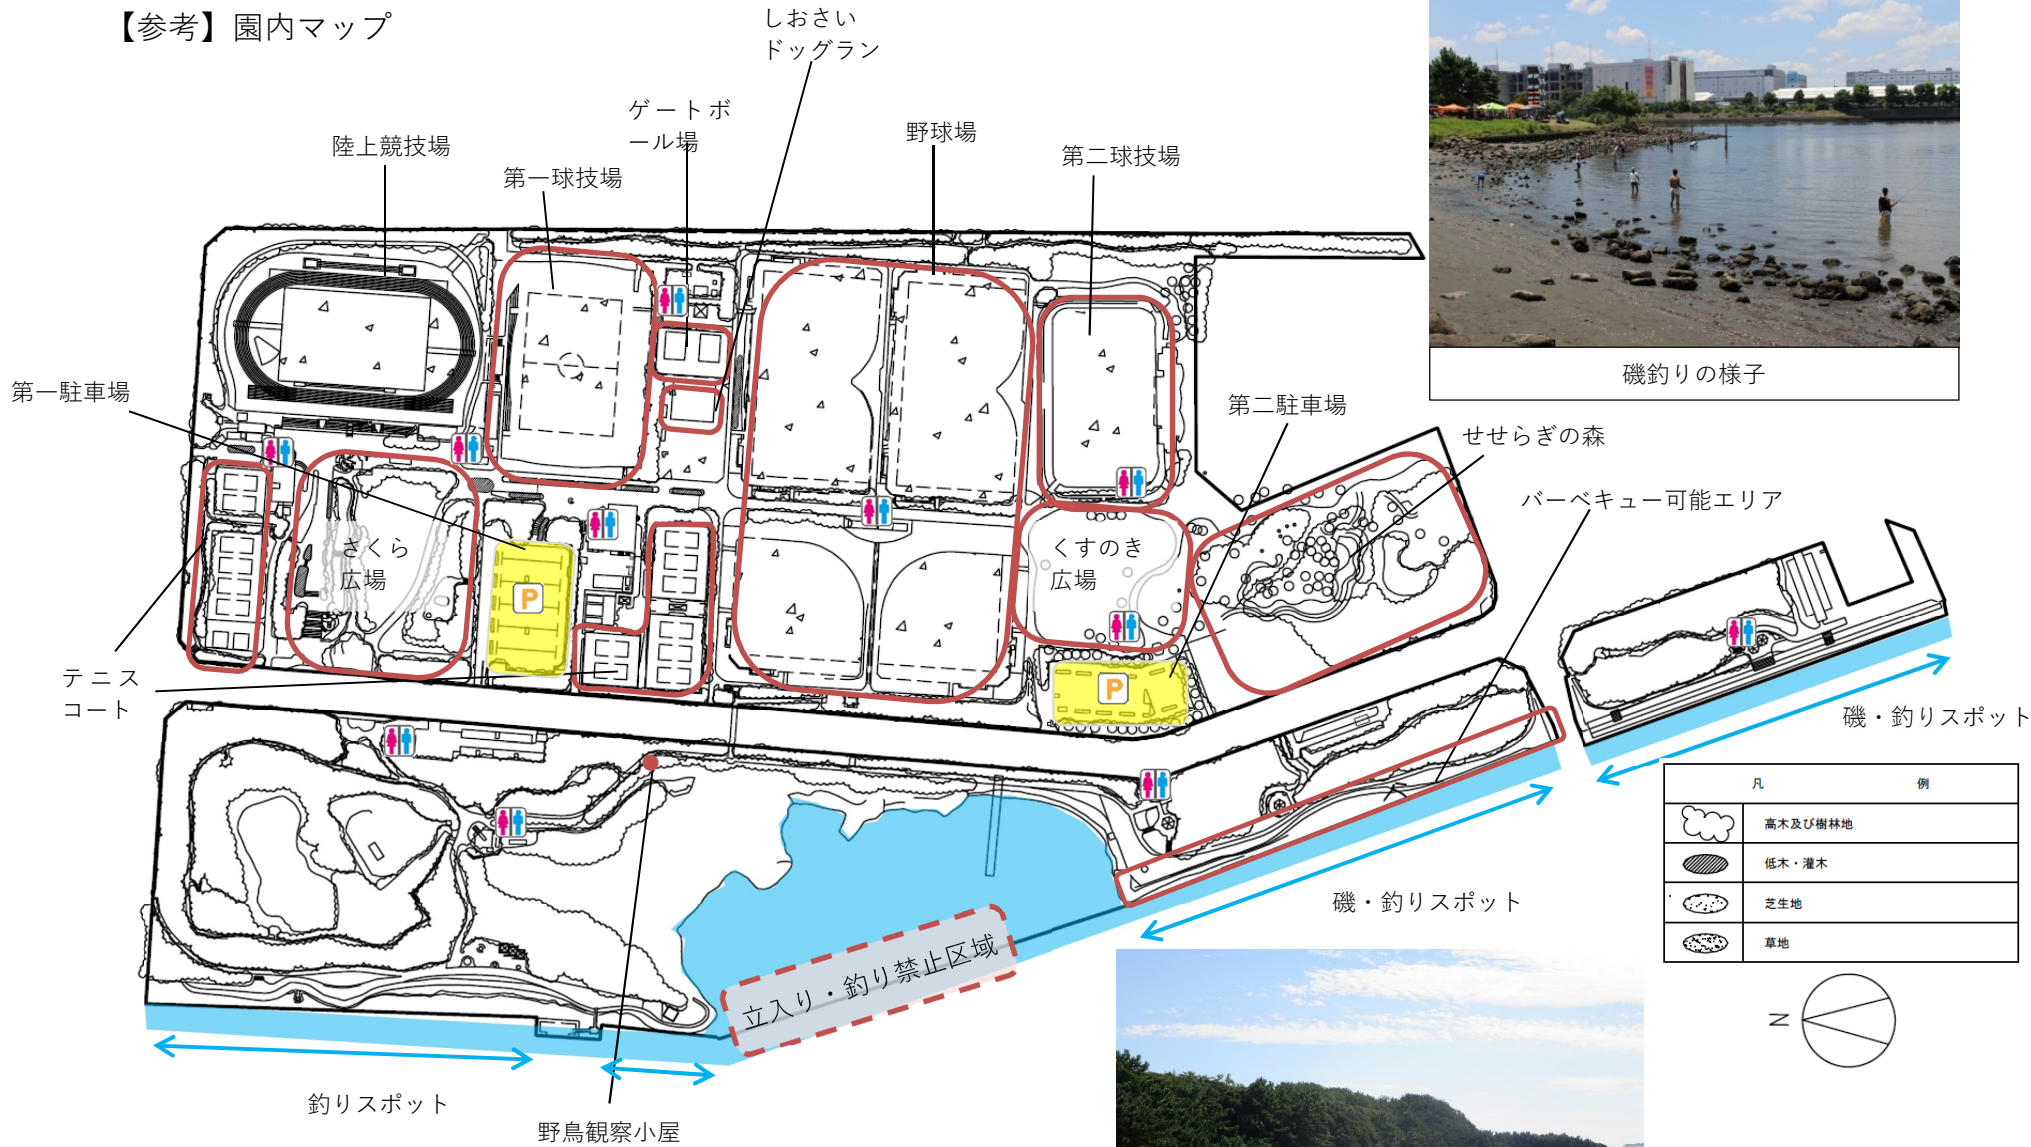 【参考】園内マップ
しおさい
ドッグラン
ゲートボ
ール場
陸上競技場
第一球技場
野球場
第二球技場
磯釣りの様子
第一駐車場
第二駐車場
せせらぎの森
バーベキュー可能エリア
さくら
広場
くすのき
広場
P
P
テニス
コート
磯・釣りスポット
磯・釣りスポット
立入り・釣り禁止区域
釣りスポット
野鳥観察小屋
凡 例
高木及び樹林地
低木・灌木
芝生地
草地
N